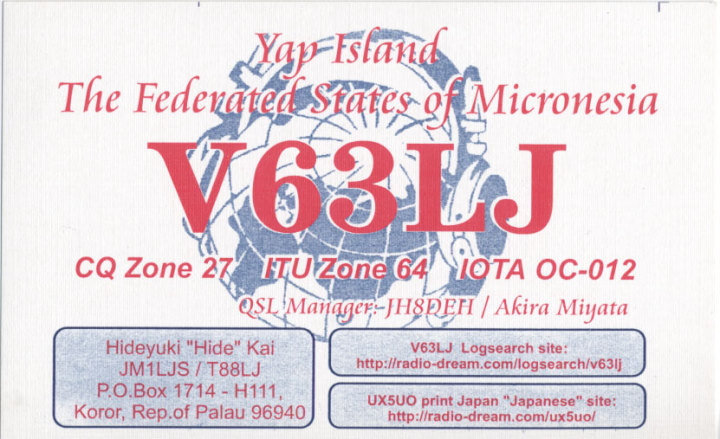 Yap Island
The Federated States of Micronesia
V63LJ
CQ Zone 27 ITU Zone 64 IOTA OC-012
QSL Manager: JH8DEH / Akira Miyata
Hideyuki "Hide" Kai
JM1LJS / T88LJ
P.O.Box 1714 - H111,
Koror, Rep.of Palau 96940
V63LJ Logsearch site:
http://radio-dream.com/logsearch/v63lj
UX5UO print Japan "Japanese" site:
http://radio-dream.com/ux5uo/